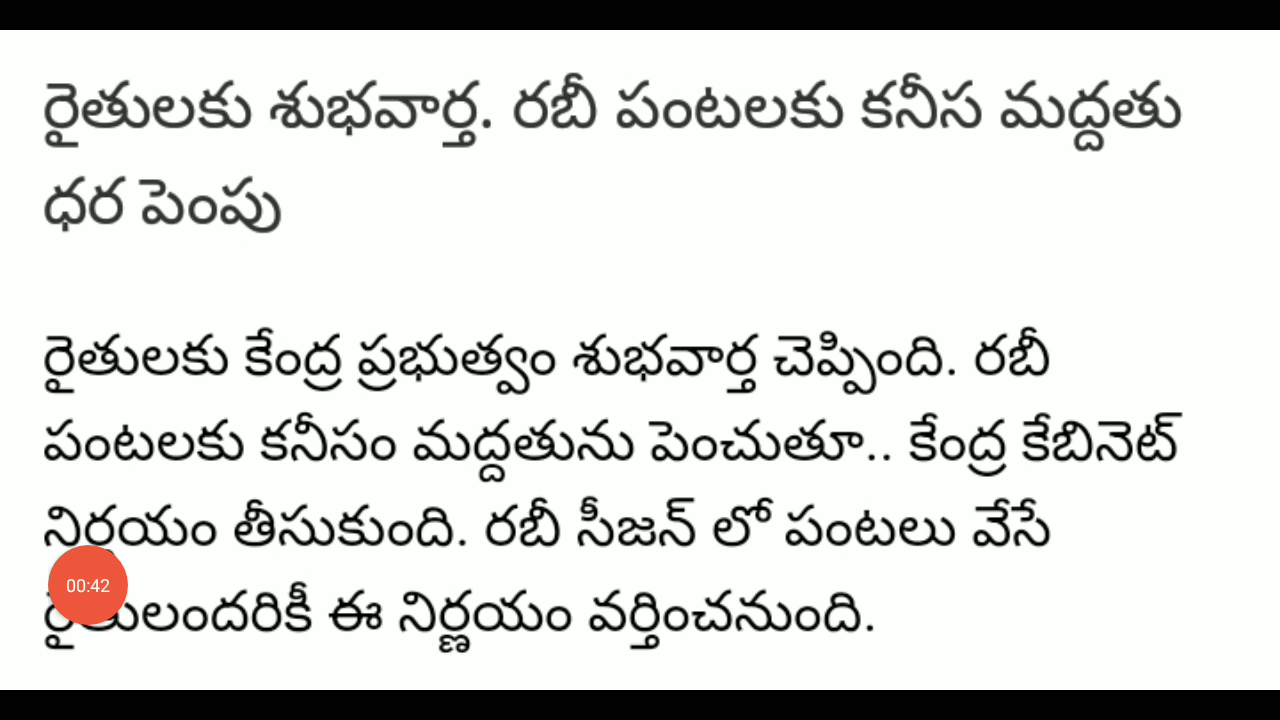 రైతులకు శుభవార్త. రబీ పంటలకు కనీస మద్దతు
ధర పెంపు
రైతులకు కేంద్ర ప్రభుత్వం శుభవార్త చెప్పింది. రబీ
పంటలకు కనీసం మద్దతును పెంచుతూ.. కేంద్ర కేబినెట్
నిర్ణయం తీసుకుంది. రబీ సీజన్ లో పంటలు వేసే
రైతులందరికీ ఈ నిర్ణయం వర్తించనుంది.
00:42